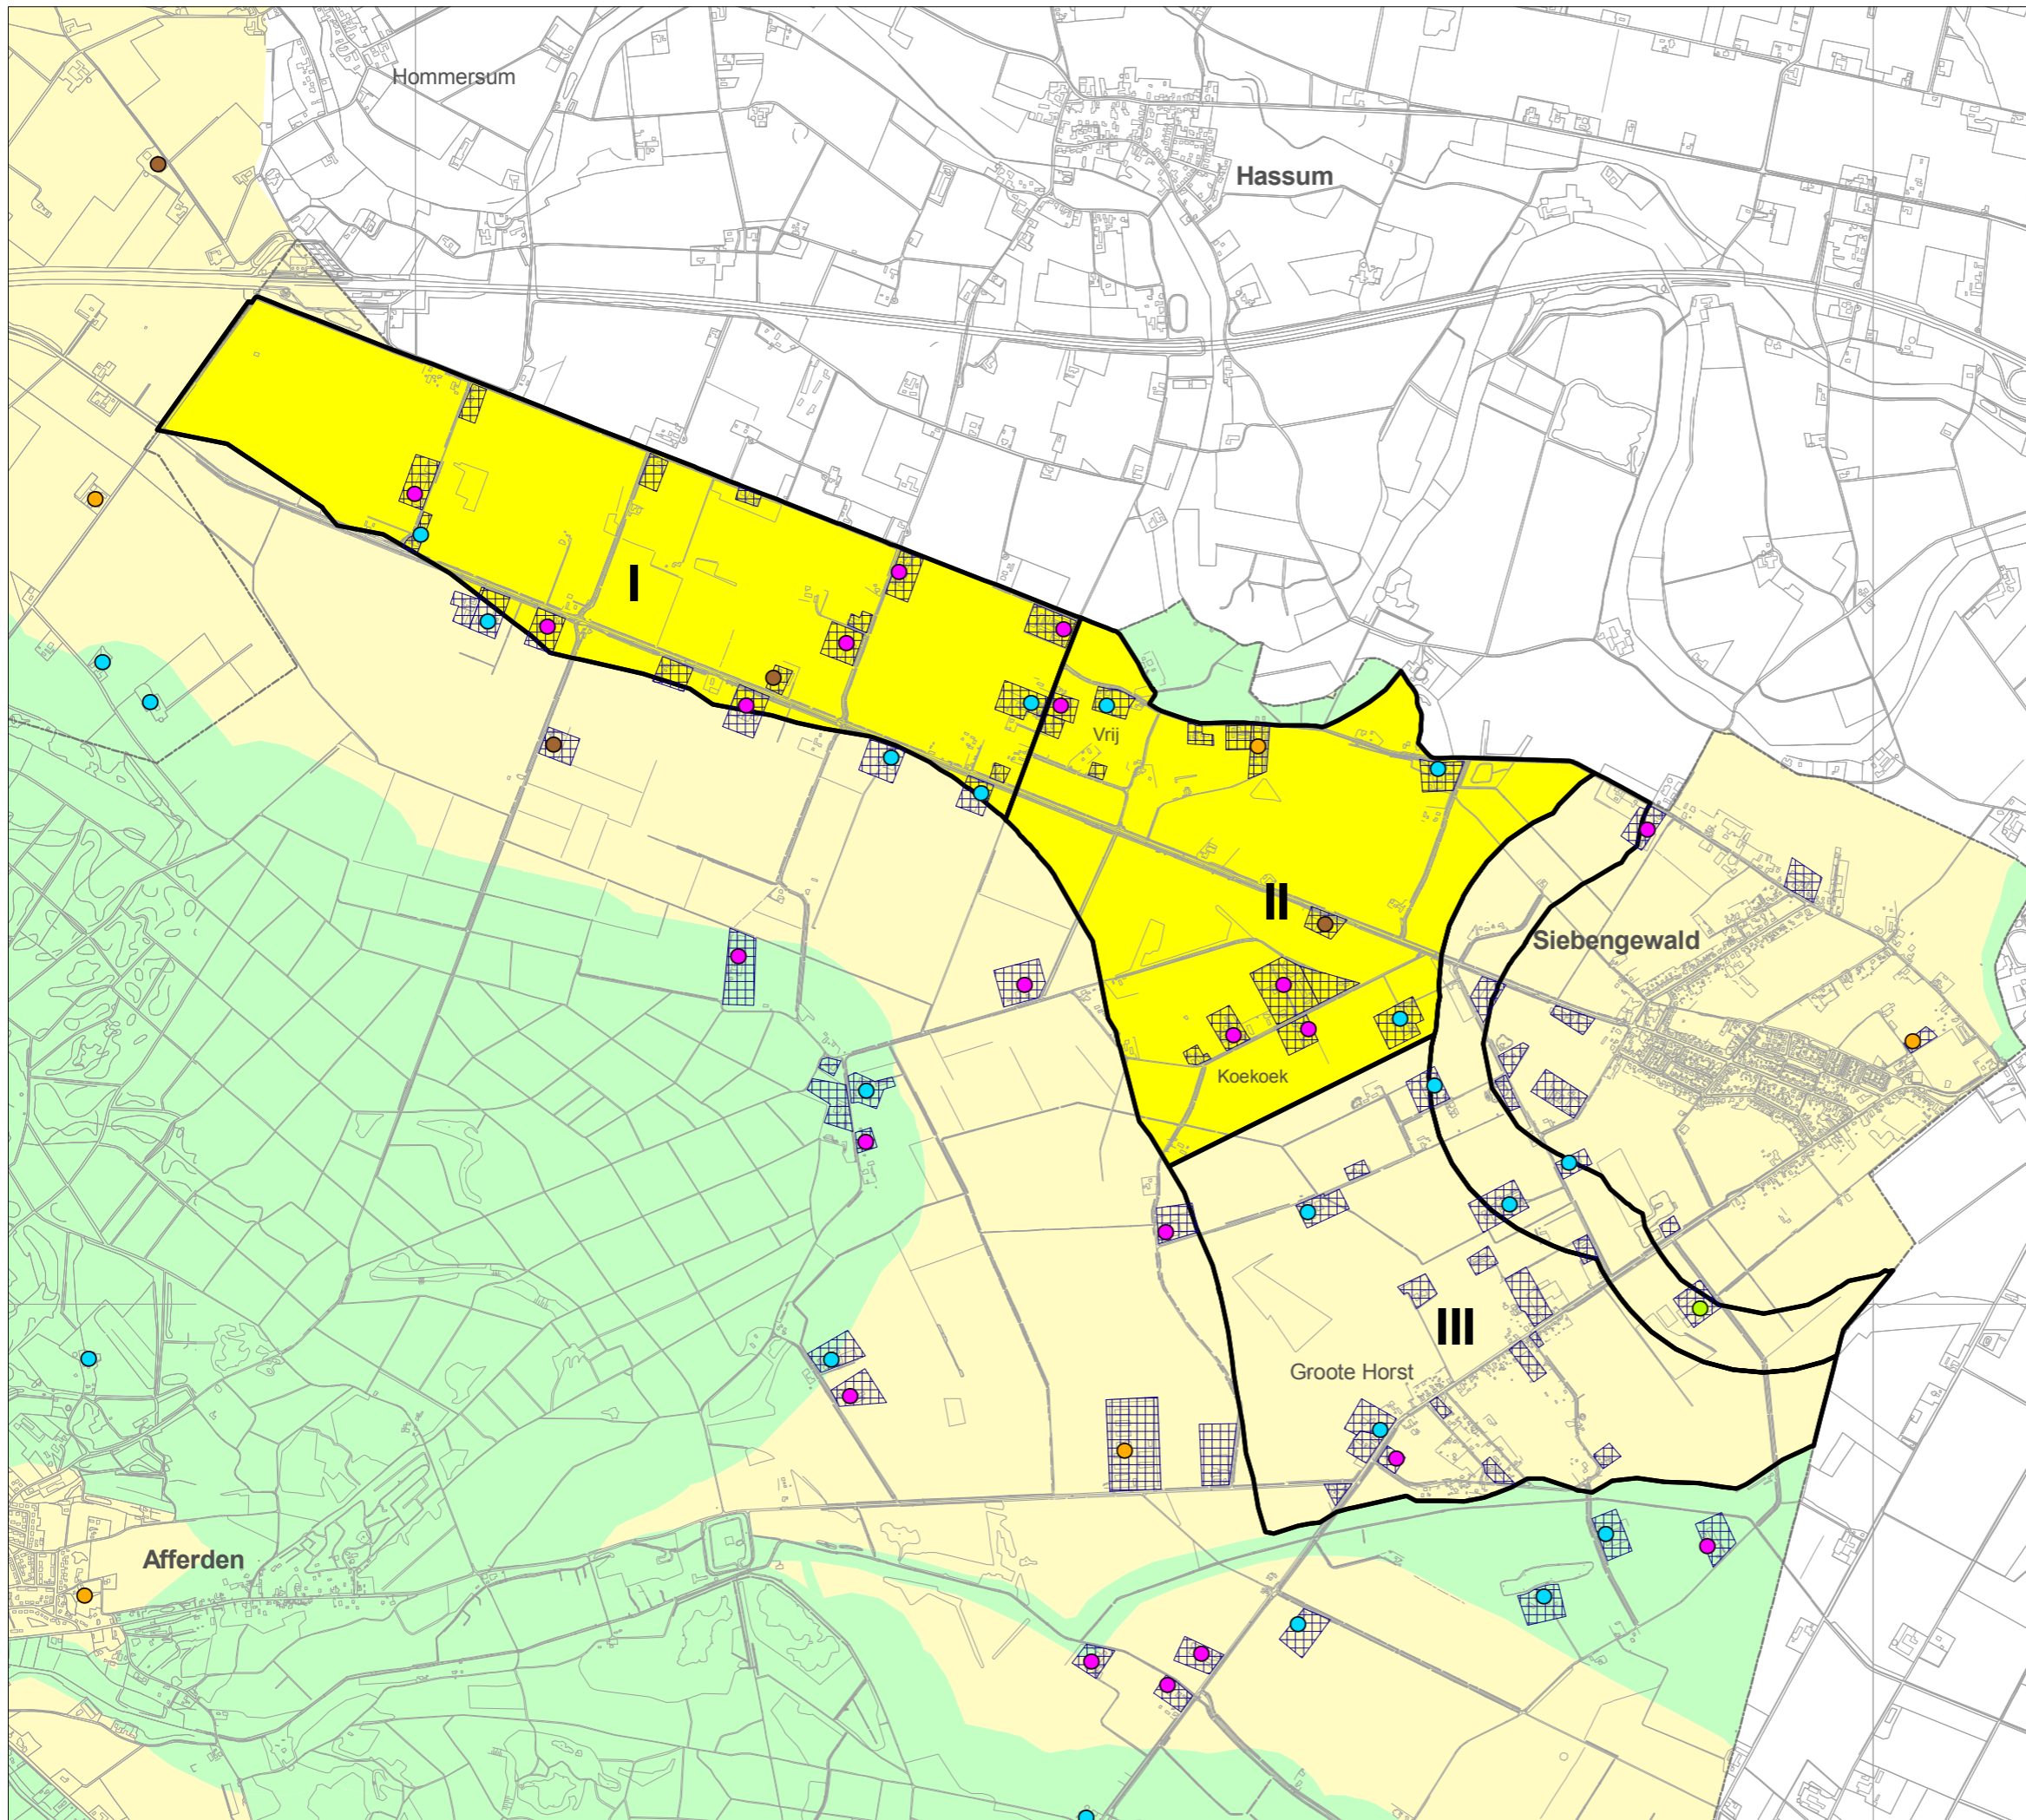 Hommersum
Hassum
I
Vrij
II
Siebengewald
Koekoek
III
Groote Horst
Afferden